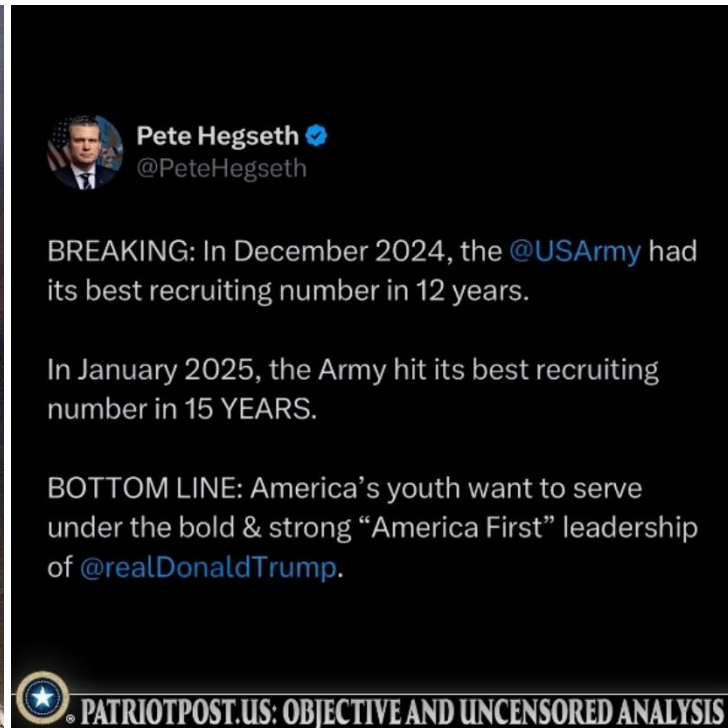 Pete Hegseth
@PeteHegseth
BREAKING: In December 2024, the @USArmy had
its best recruiting number in 12 years.
In January 2025, the Army hit its best recruiting
number in 15 YEARS.
BOTTOM LINE: America's youth want to serve
under the bold & strong “America First” leadership
of @realDonaldTrump.
® PATRIOTPOST.US: OBJECTIVE AND UNCENSORED ANALYSIS